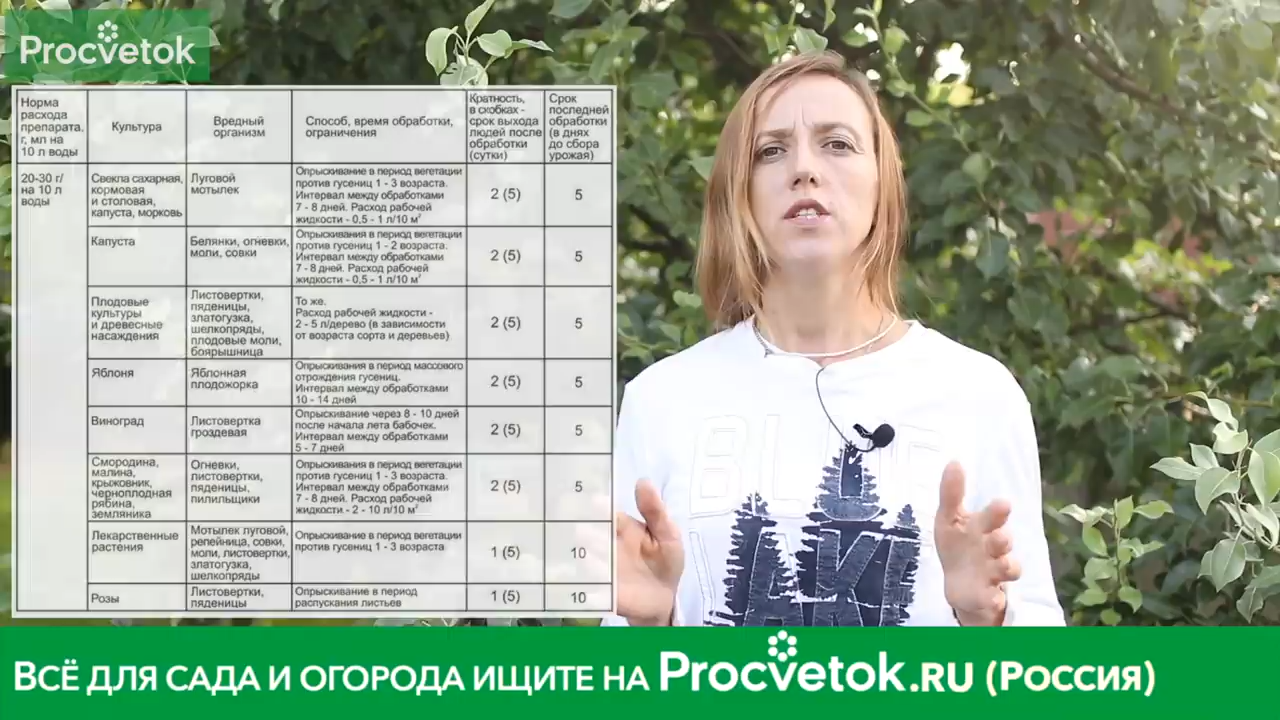 Procvetok
Норма
расхода
препарата,
г, мл на
10 л воды
Культура
Вредный
организм
Способ, время обработки,
ограничения
Кратность,
в скобках -
срок выхода
людей после
обработки
(сутки)
Срок
последней
обработки
(в днях
до сбора
урожая)
20-30 г/
на 10 л
воды
Свекла сахарная,
кормовая
и столовая,
капуста, морковь
Луговой
мотылек
Опрыскивание в период вегетации
против гусениц 1 - 3 возраста.
Интервал между обработками
7 - 8 дней. Расход рабочей
жидкости - 0,5 - 1 л/10 м²
2 (5)
5
Капуста
Белянки, огневки,
моли, совки
Опрыскивания в период вегетации
против гусениц 1 - 2 возраста.
Интервал между обработками
7 - 8 дней. Расход рабочей
жидкости - 0,5 - 1 л/10 м²
2 (5)
5
Плодовые
культуры
и древесные
насаждения
Листовертки,
пяденицы,
златогузка,
шелкопряды,
плодовые моли,
боярышница
То же.
Расход рабочей жидкости -
2 - 5 л/дерево (в зависимости
от возраста сорта и деревьев)
2 (5)
5
Яблоня
Яблонная
плодожорка
Опрыскивания в период массового
отрождения гусениц.
Интервал между обработками
10 - 14 дней
2 (5)
5
Виноград
Листовертка
гроздевая
Опрыскивание через 8 - 10 дней
после начала лета бабочек.
Интервал между обработками
5 - 7 дней
2 (5)
5
Смородина,
малина,
крыжовник,
черноплодная
рябина,
земляника
Огневки,
листовертки,
пяденицы,
пилильщики
Опрыскивания в период вегетации
против гусениц 1 - 3 возраста.
Интервал между обработками
7 - 8 дней. Расход рабочей
жидкости - 2 - 10 л/10 м²
2 (5)
5
Лекарственные
растения
Мотылек луговой,
репейница, совки,
моли, листовертки,
златогузка,
шелкопряды
Опрыскивание в период вегетации
против гусениц 1 - 3 возраста
1 (5)
10
Розы
Листовертки,
пяденицы
Опрыскивание в период
распускания листьев
1 (5)
10
BLUE
LAKE
ВСЁ ДЛЯ САДА И ОГОРОДА ИЩИТЕ НА Procvetok.RU (РОССИЯ)